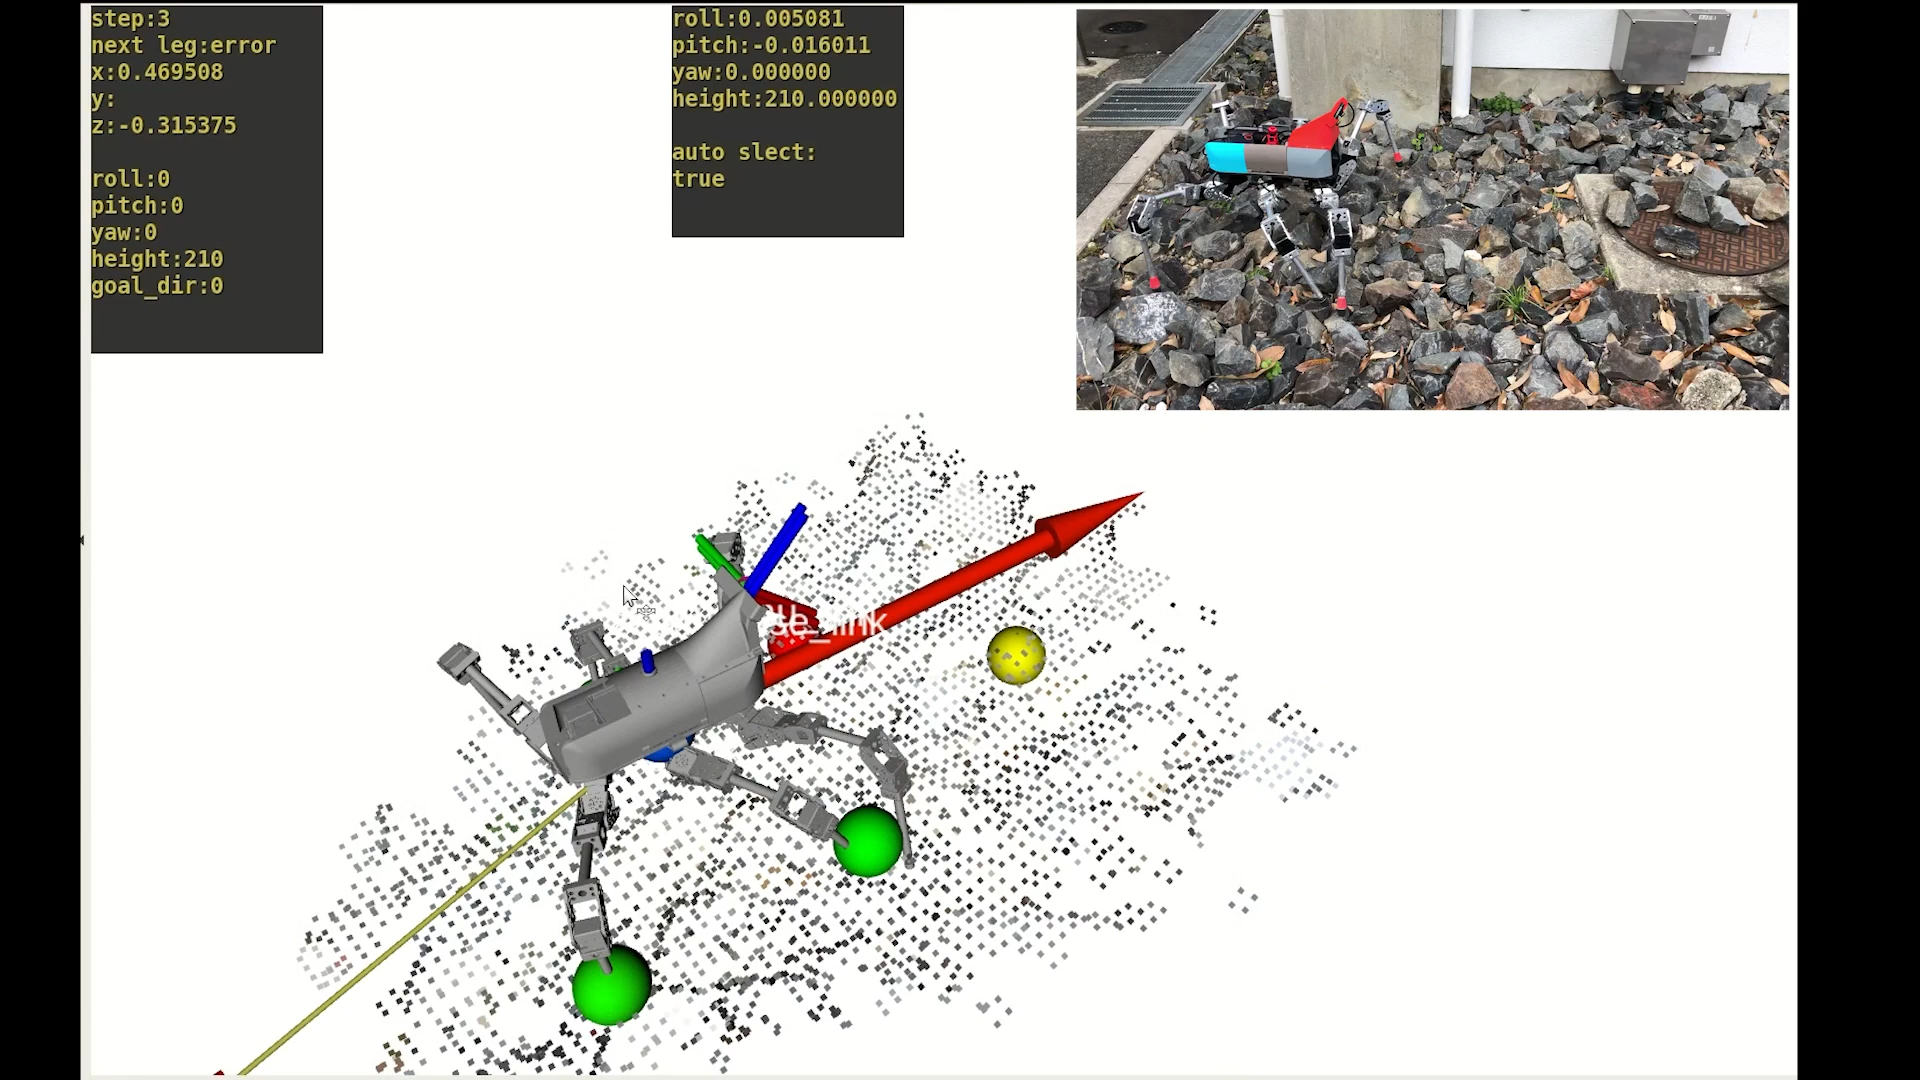 step:3
next leg:error
x:0.469508
y:
z:-0.315375
roll:0
pitch:0
yaw:0
height:210
goal_dir:0
roll:0.005081
pitch:-0.016011
yaw:0.000000
height:210.000000
auto slect:
true